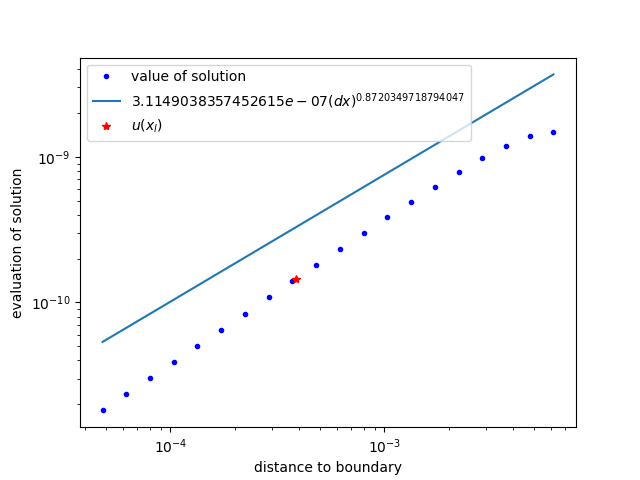 value of solution
3.1149038357452615e − 07(dx)^0.8720349718794047
u(x_l)
10^−9
10^−10
evaluation of solution
10^−4
10^−3
distance to boundary